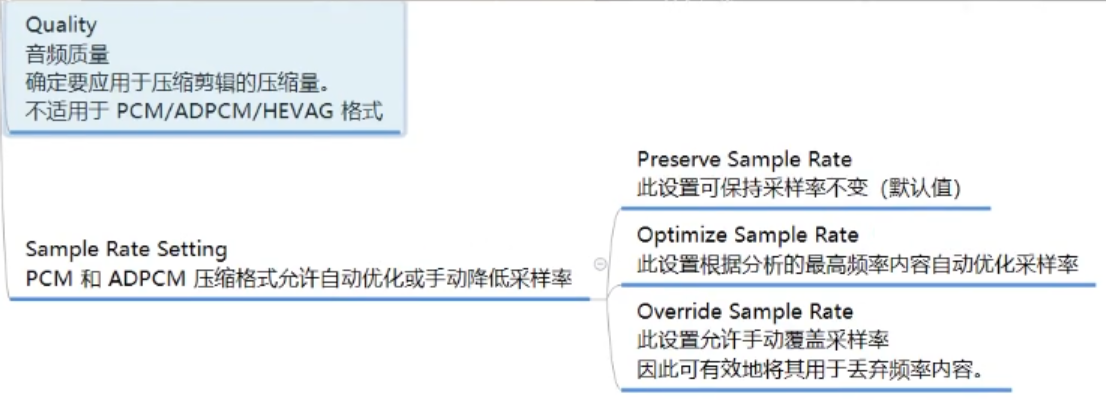 Quality
音频质量
确定要应用于压缩剪辑的压缩量。
不适用于 PCM/ADPCM/HEVAG 格式
Sample Rate Setting
PCM 和 ADPCM 压缩格式允许自动优化或手动降低采样率
Preserve Sample Rate
此设置可保持采样率不变（默认值）
Optimize Sample Rate
此设置根据分析的最高频率内容自动优化采样率
Override Sample Rate
此设置允许手动覆盖采样率
因此可有效地将其用于丢弃频率内容。